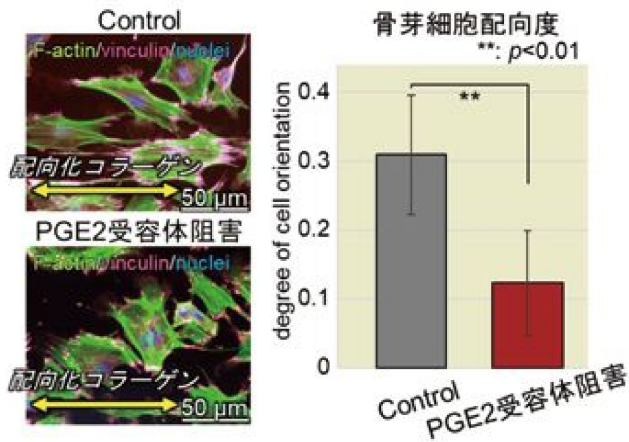 Control
F-actin/vinculin/nuclei
配向化コラーゲン
50 µm
PGE2受容体阻害
F-actin/vinculin/nuclei
配向化コラーゲン
50 µm
骨芽細胞配向度
**: p<0.01
degree of cell orientation
0.4
0.3
0.2
0.1
0
**
Control
PGE2受容体阻害